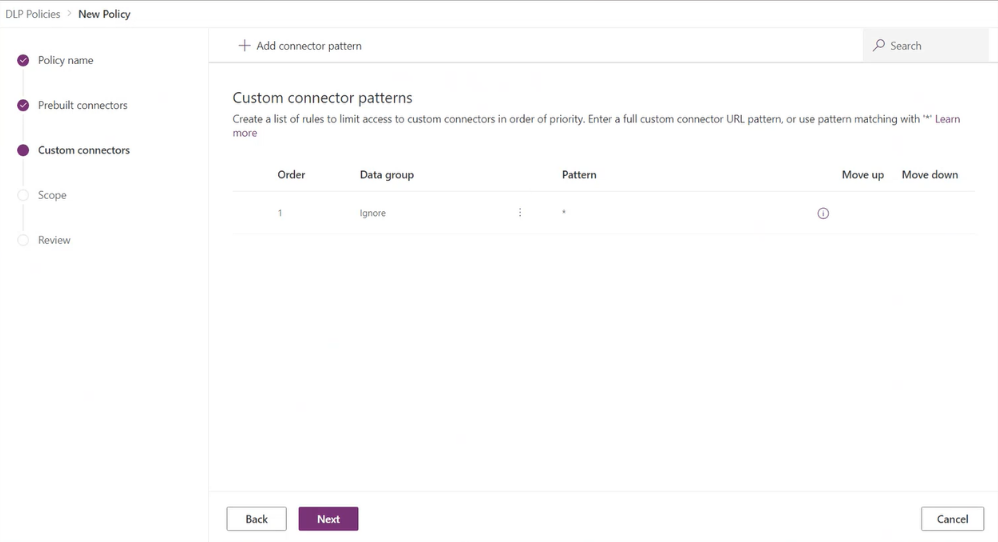 DLP Policies > New Policy
Policy name
Prebuilt connectors
Custom connectors
Scope
Review
+ Add connector pattern
Search
Custom connector patterns
Create a list of rules to limit access to custom connectors in order of priority. Enter a full custom connector URL pattern, or use pattern matching with '*' Learn
more
Order Data group Pattern Move up Move down
1 Ignore *
Back Next Cancel